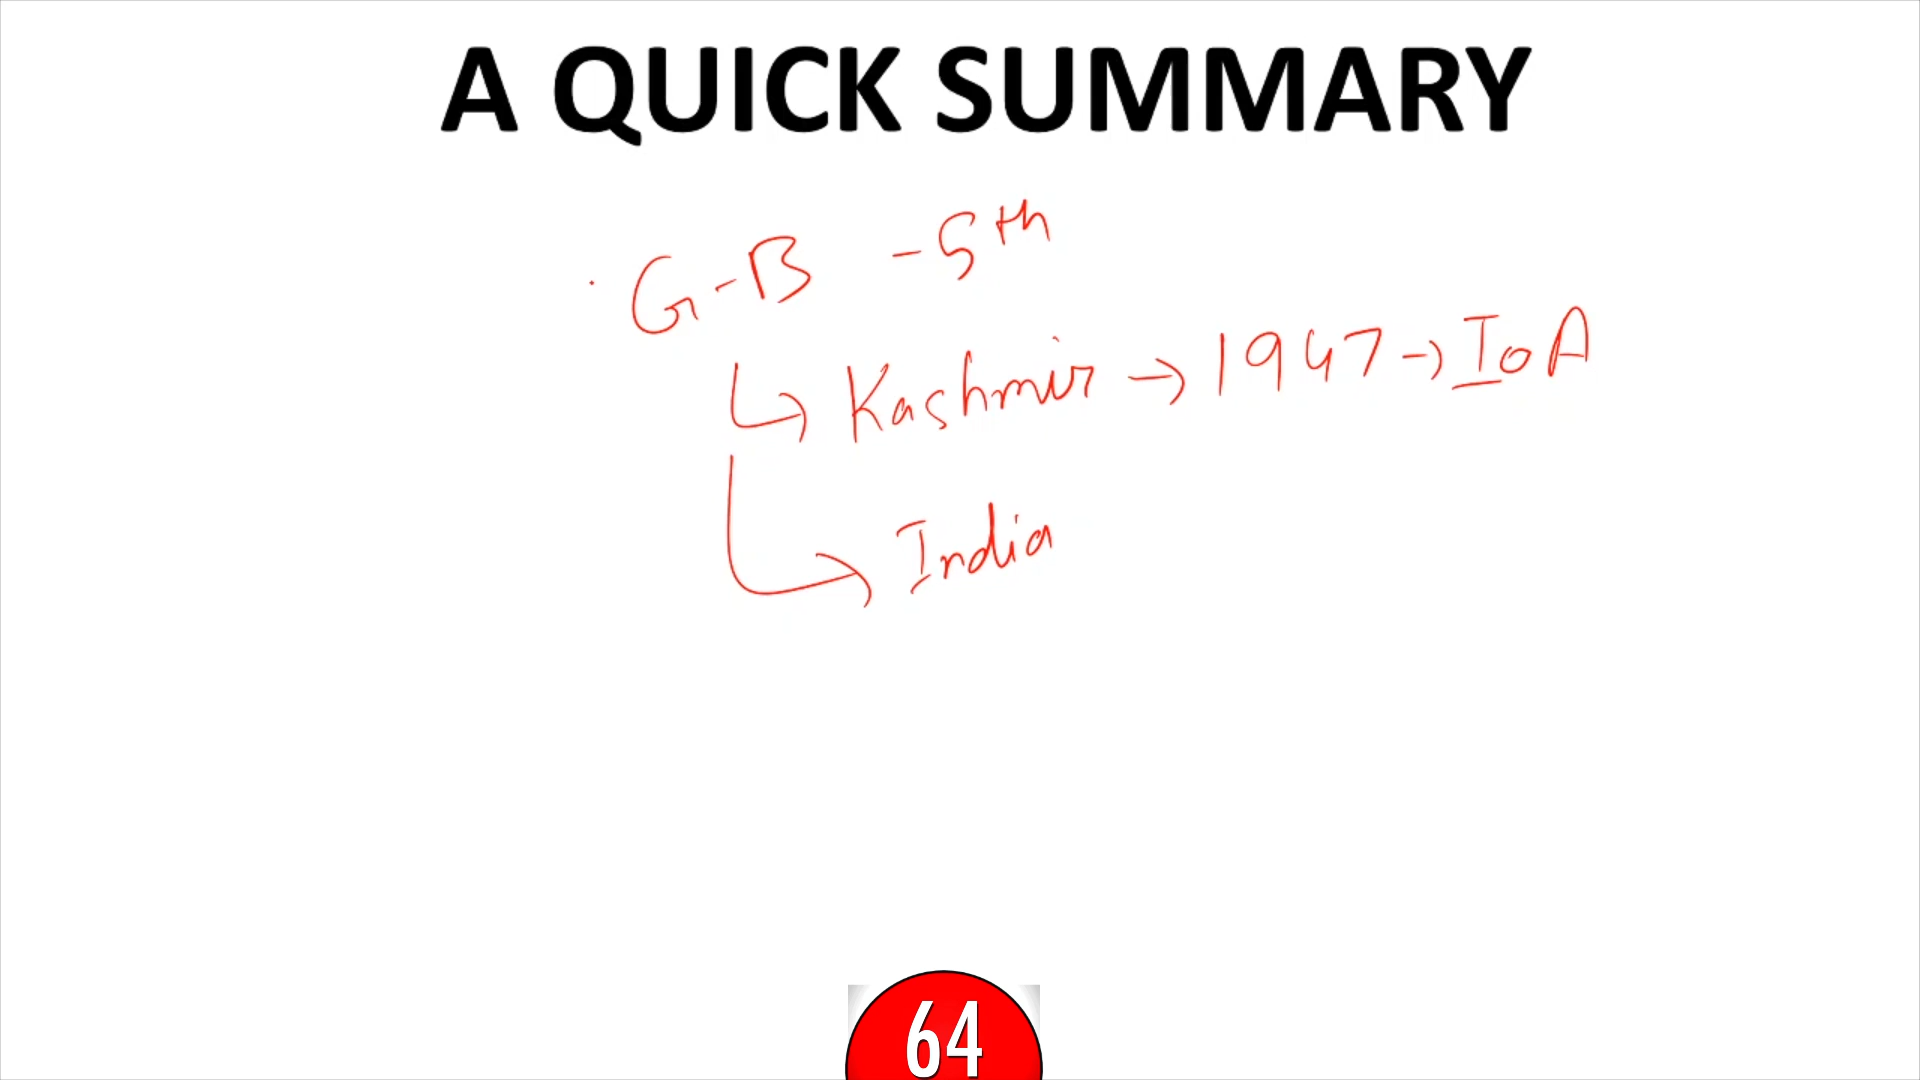 A QUICK SUMMARY
G-B - 5th
↳ Kashmir → 1947 → IoA
↳ India
64